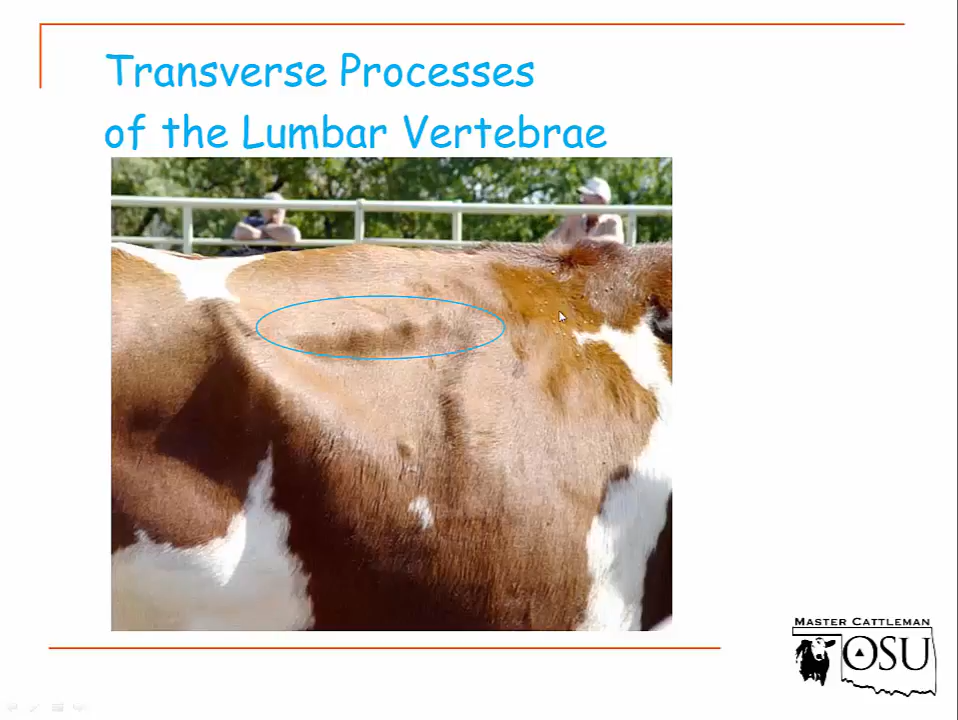 Transverse Processes
of the Lumbar Vertebrae
MASTER CATTLEMAN
OSU